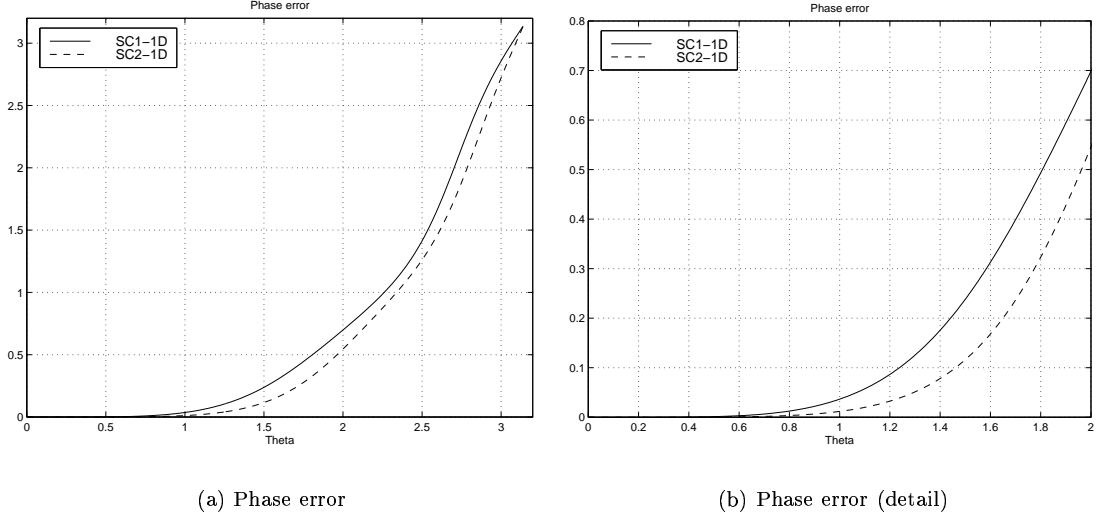 Phase error
SC1−1D
SC2−1D
3
2.5
2
1.5
1
0.5
0
0 0.5 1 1.5 2 2.5 3
Theta
(a) Phase error
Phase error
SC1−1D
SC2−1D
0.8
0.7
0.6
0.5
0.4
0.3
0.2
0.1
0
0 0.2 0.4 0.6 0.8 1 1.2 1.4 1.6 1.8 2
Theta
(b) Phase error (detail)